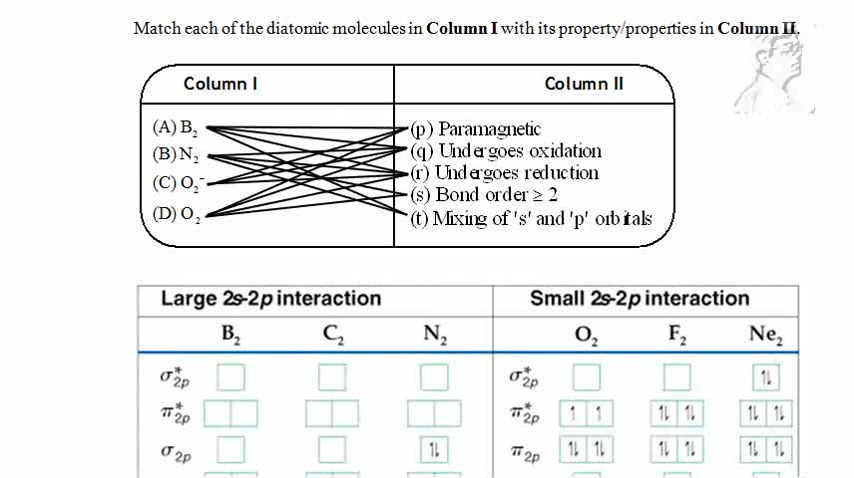 Match each of the diatomic molecules in Column I with its property/properties in Column II.
Column I Column II
(A) B₂ (p) Paramagnetic
(B) N₂ (q) Undergoes oxidation
(C) O₂⁻ (r) Undergoes reduction
(D) O₂ (s) Bond order ≥ 2
(t) Mixing of 's' and 'p' orbitals
Large 2s-2p interaction Small 2s-2p interaction
B₂ C₂ N₂ O₂ F₂ Ne₂
σ*2p σ*2p ⥮
π*2p π*2p ↿ ↿ ⥮ ⥮ ⥮ ⥮
σ2p ⥮ π2p ⥮ ⥮ ⥮ ⥮ ⥮ ⥮